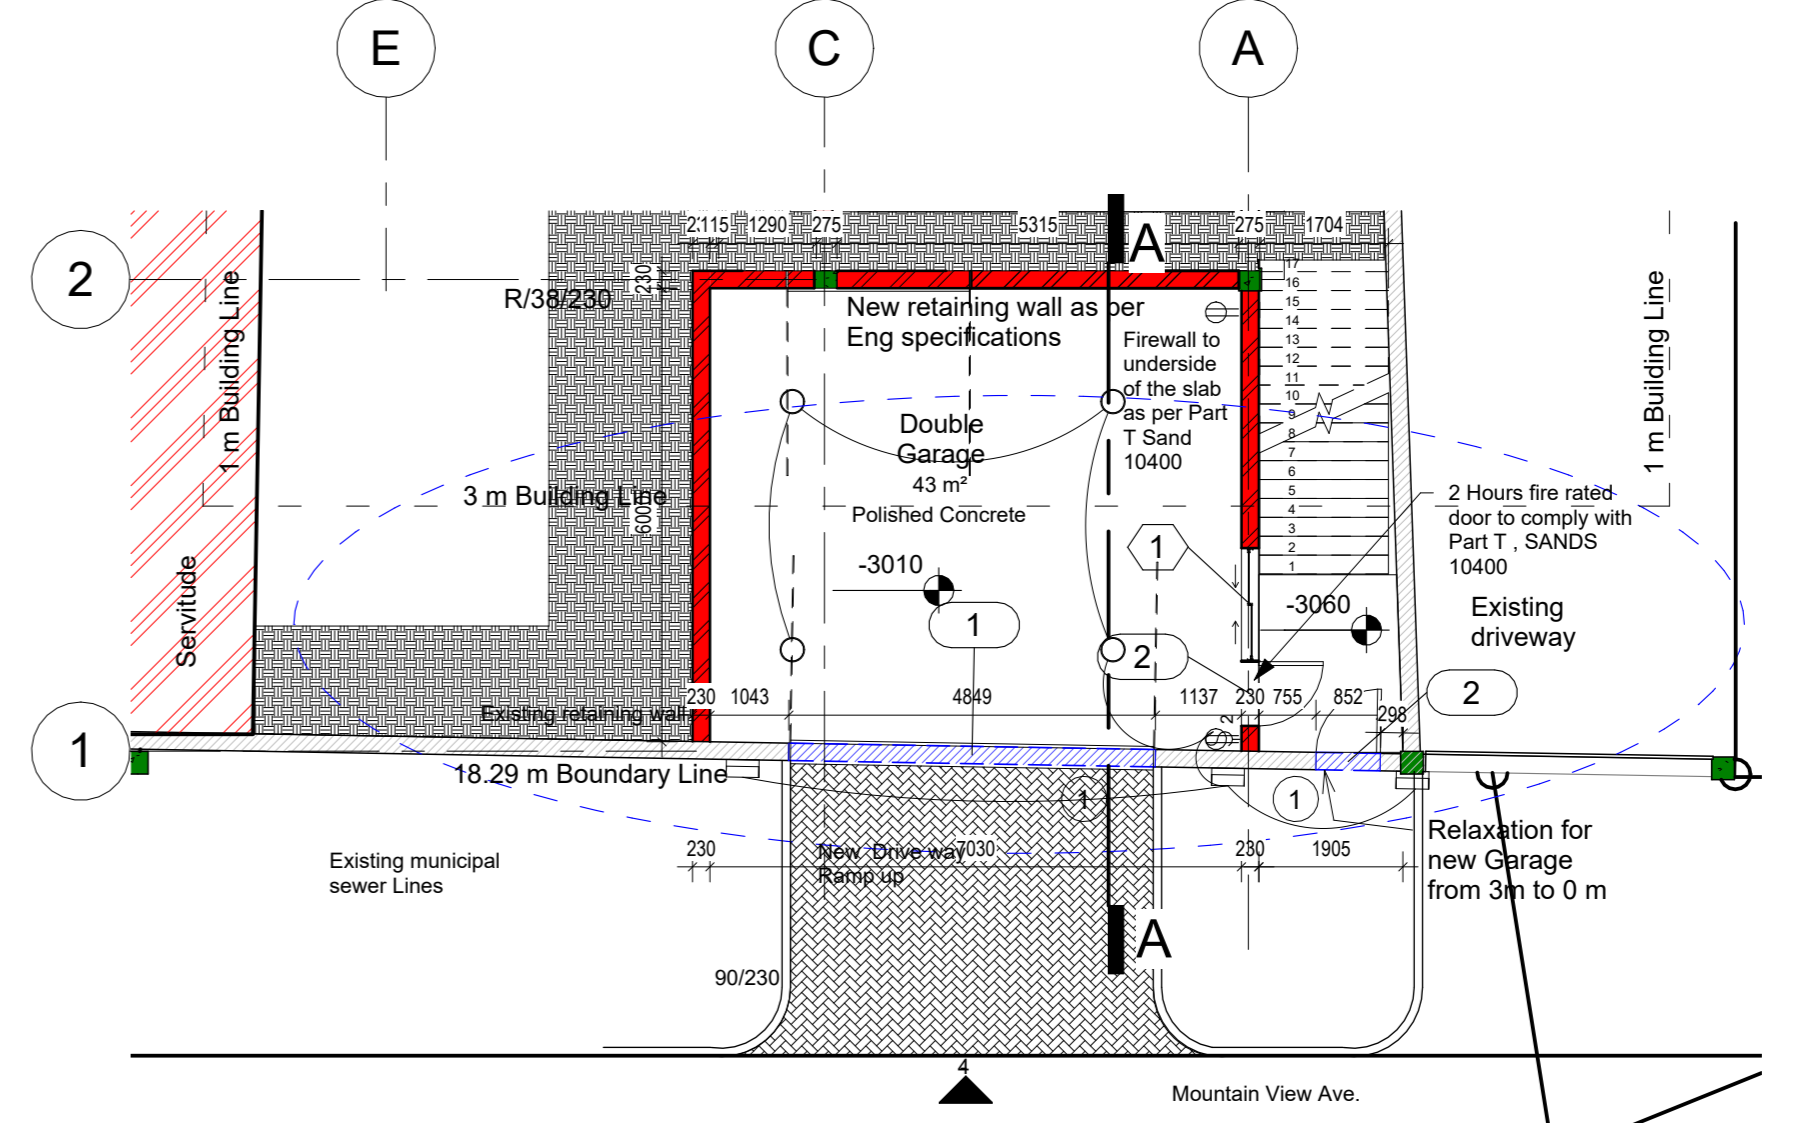 E
C
A
2
1
115
1290
275
5315
A
275
1704
230
R/38/230
1 m Building Line
Servitude
New retaining wall as per
Eng specifications
Firewall to
underside
of the slab
as per Part
T Sand
10400
17
16
15
14
13
12
11
10
9
8
7
6
5
4
3
2
1
1 m Building Line
Double
Garage
43 m²
Polished Concrete
3 m Building Line
-3010
1
1
2
-3060
2 Hours fire rated
door to comply with
Part T , SANDS
10400
Existing
driveway
2
230
1043
4849
1137
230
755
852
298
Existing retaining wall
18.29 m Boundary Line
S2
1
1
Relaxation for
new Garage
from 3m to 0 m
230
7030
230
1905
New Drive way
Ramp up
Existing municipal
sewer Lines
A
90/230
4
Mountain View Ave.